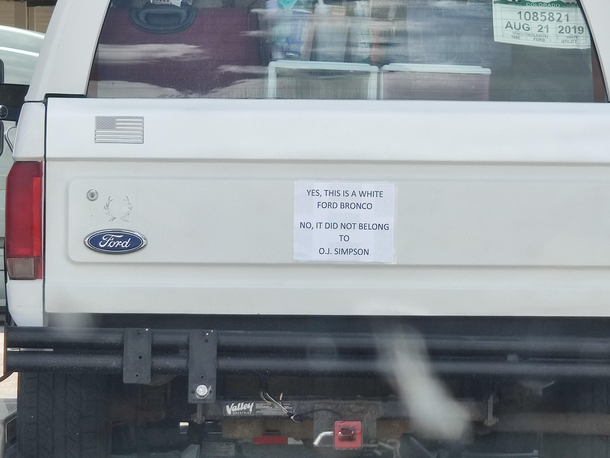 COLORADO
1085821
AUG 21 2019
YES, THIS IS A WHITE
FORD BRONCO
NO, IT DID NOT BELONG
TO
O.J. SIMPSON
Ford
Valley